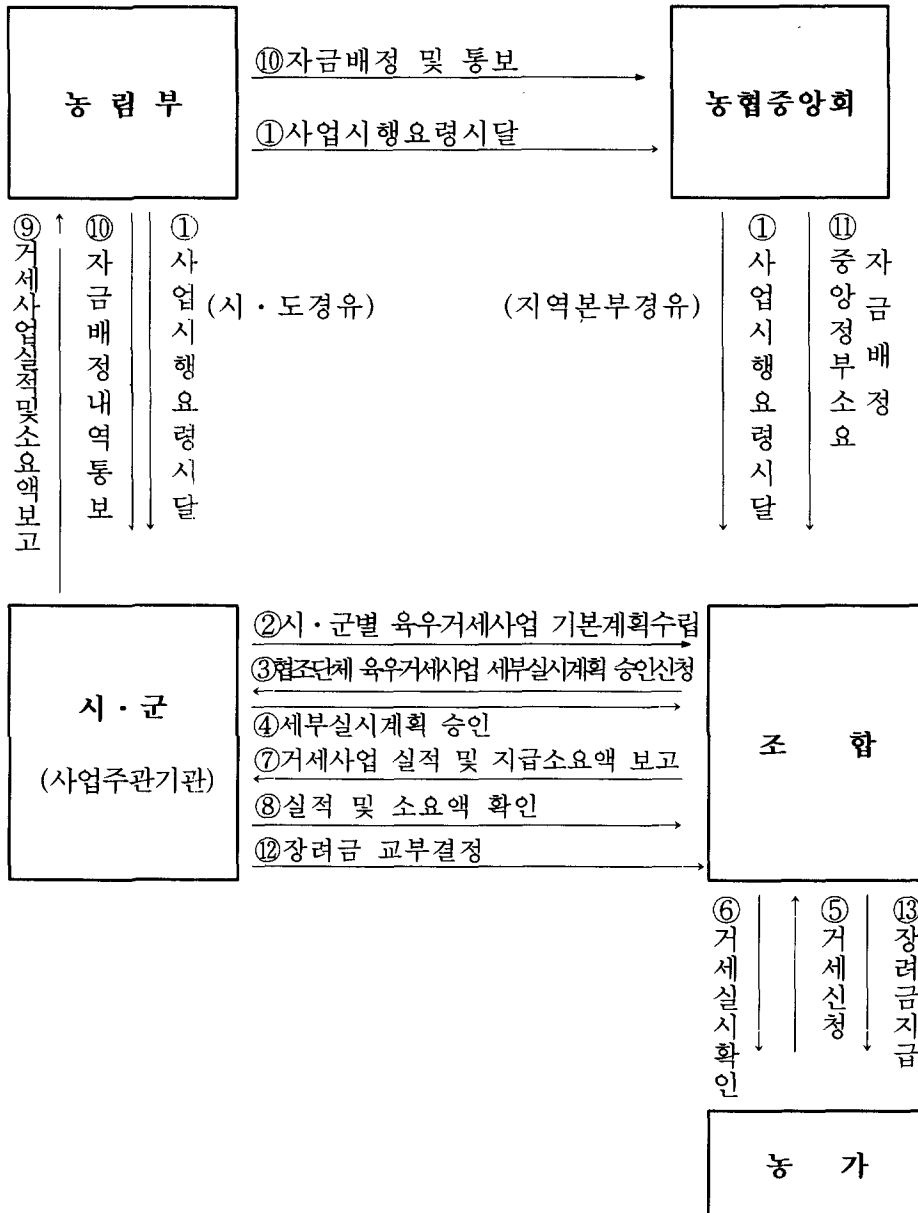 농 림 부
⑩자금배정 및 통보
①사업시행요령시달
농협중앙회
⑨거세사업실적및소요액보고
⑩자금배정내역통보
①사업시행요령시달
(시·도경유)
(지역본부경유)
①사업시행요령시달
⑪중앙정부소요
자금배정
시·군
(사업주관기관)
②시·군별 육우거세사업 기본계획수립
③협조단체 육우거세사업 세부실시계획 승인신청
④세부실시계획 승인
⑦거세사업 실적 및 지급소요액 보고
⑧실적 및 소요액 확인
⑫장려금 교부결정
조 합
⑥거세실시확인
⑤거세신청
⑬장려금지급
농 가